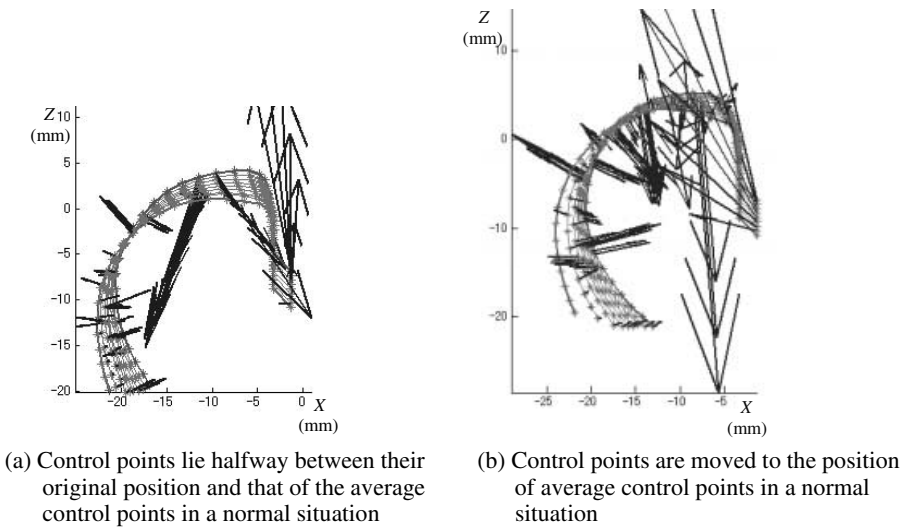 Z 10
(mm)
5
0
-5
-10
-15
-20
-20
-15
-10
-5
0
X
(mm)
Z
(mm)
10
0
-10
-20
-25
-20
-15
-10
-5
X
(mm)
(a) Control points lie halfway between their
original position and that of the average
control points in a normal situation
(b) Control points are moved to the position
of average control points in a normal
situation